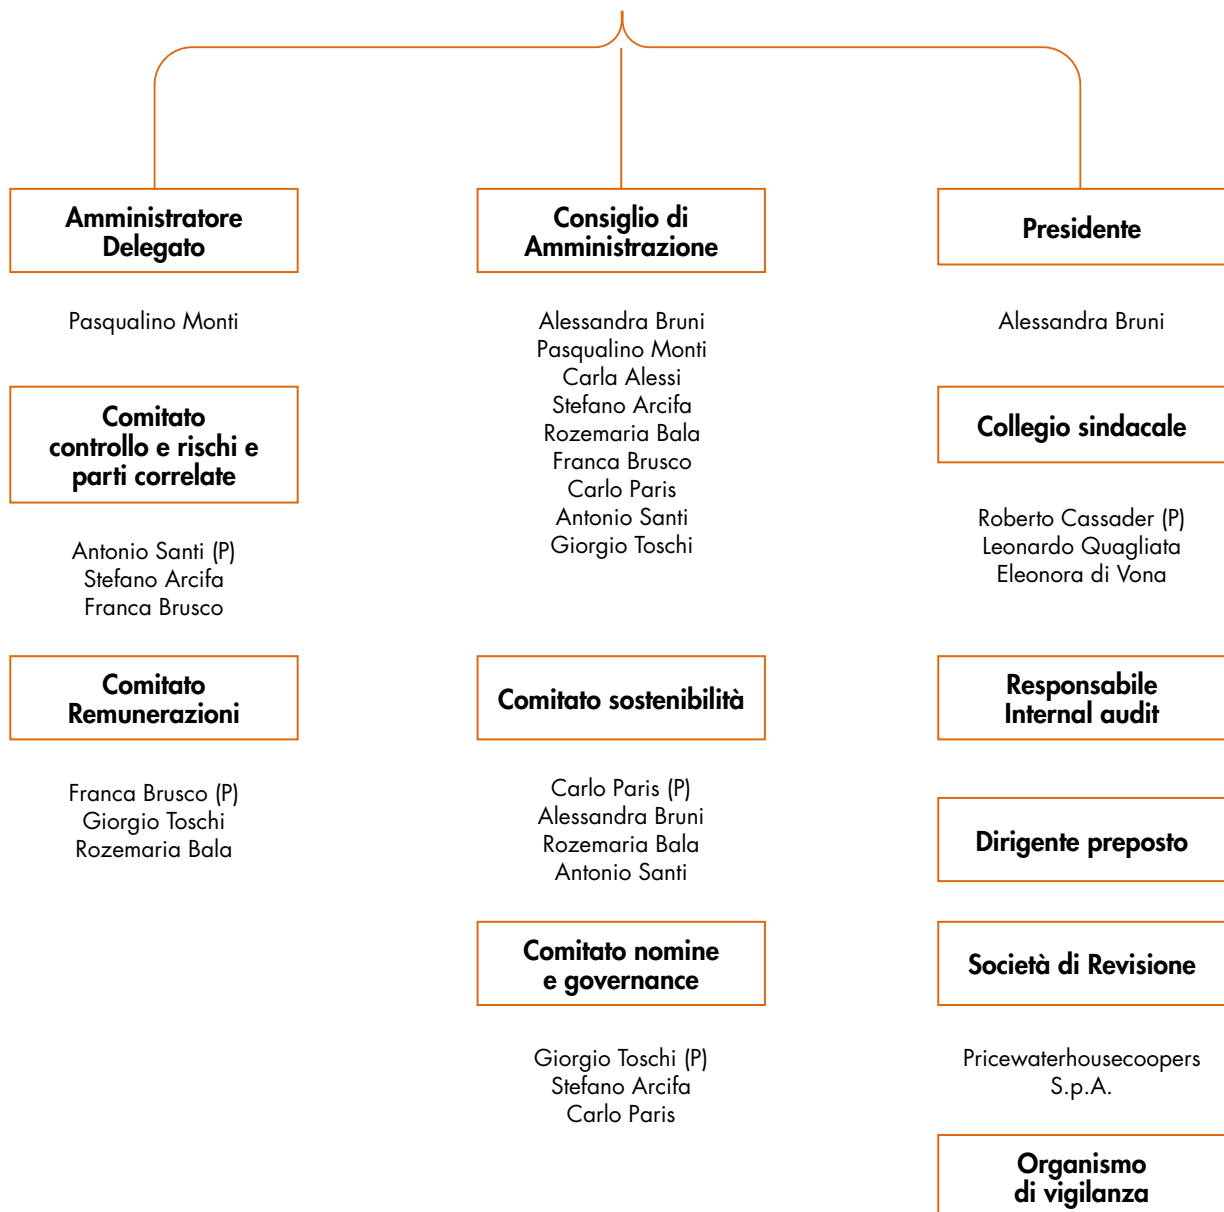 Amministratore
Delegato
Pasqualino Monti
Comitato
controllo e rischi e
parti correlate
Antonio Santi (P)
Stefano Arcifa
Franca Brusco
Comitato
Remunerazioni
Franca Brusco (P)
Giorgio Toschi
Rozemaria Bala
Consiglio di
Amministrazione
Alessandra Bruni
Pasqualino Monti
Carla Alessi
Stefano Arcifa
Rozemaria Bala
Franca Brusco
Carlo Paris
Antonio Santi
Giorgio Toschi
Comitato sostenibilità
Carlo Paris (P)
Alessandra Bruni
Rozemaria Bala
Antonio Santi
Comitato nomine
e governance
Giorgio Toschi (P)
Stefano Arcifa
Carlo Paris
Presidente
Alessandra Bruni
Collegio sindacale
Roberto Cassader (P)
Leonardo Quagliata
Eleonora di Vona
Responsabile
Internal audit
Dirigente preposto
Società di Revisione
Pricewaterhousecoopers
S.p.A.
Organismo
di vigilanza